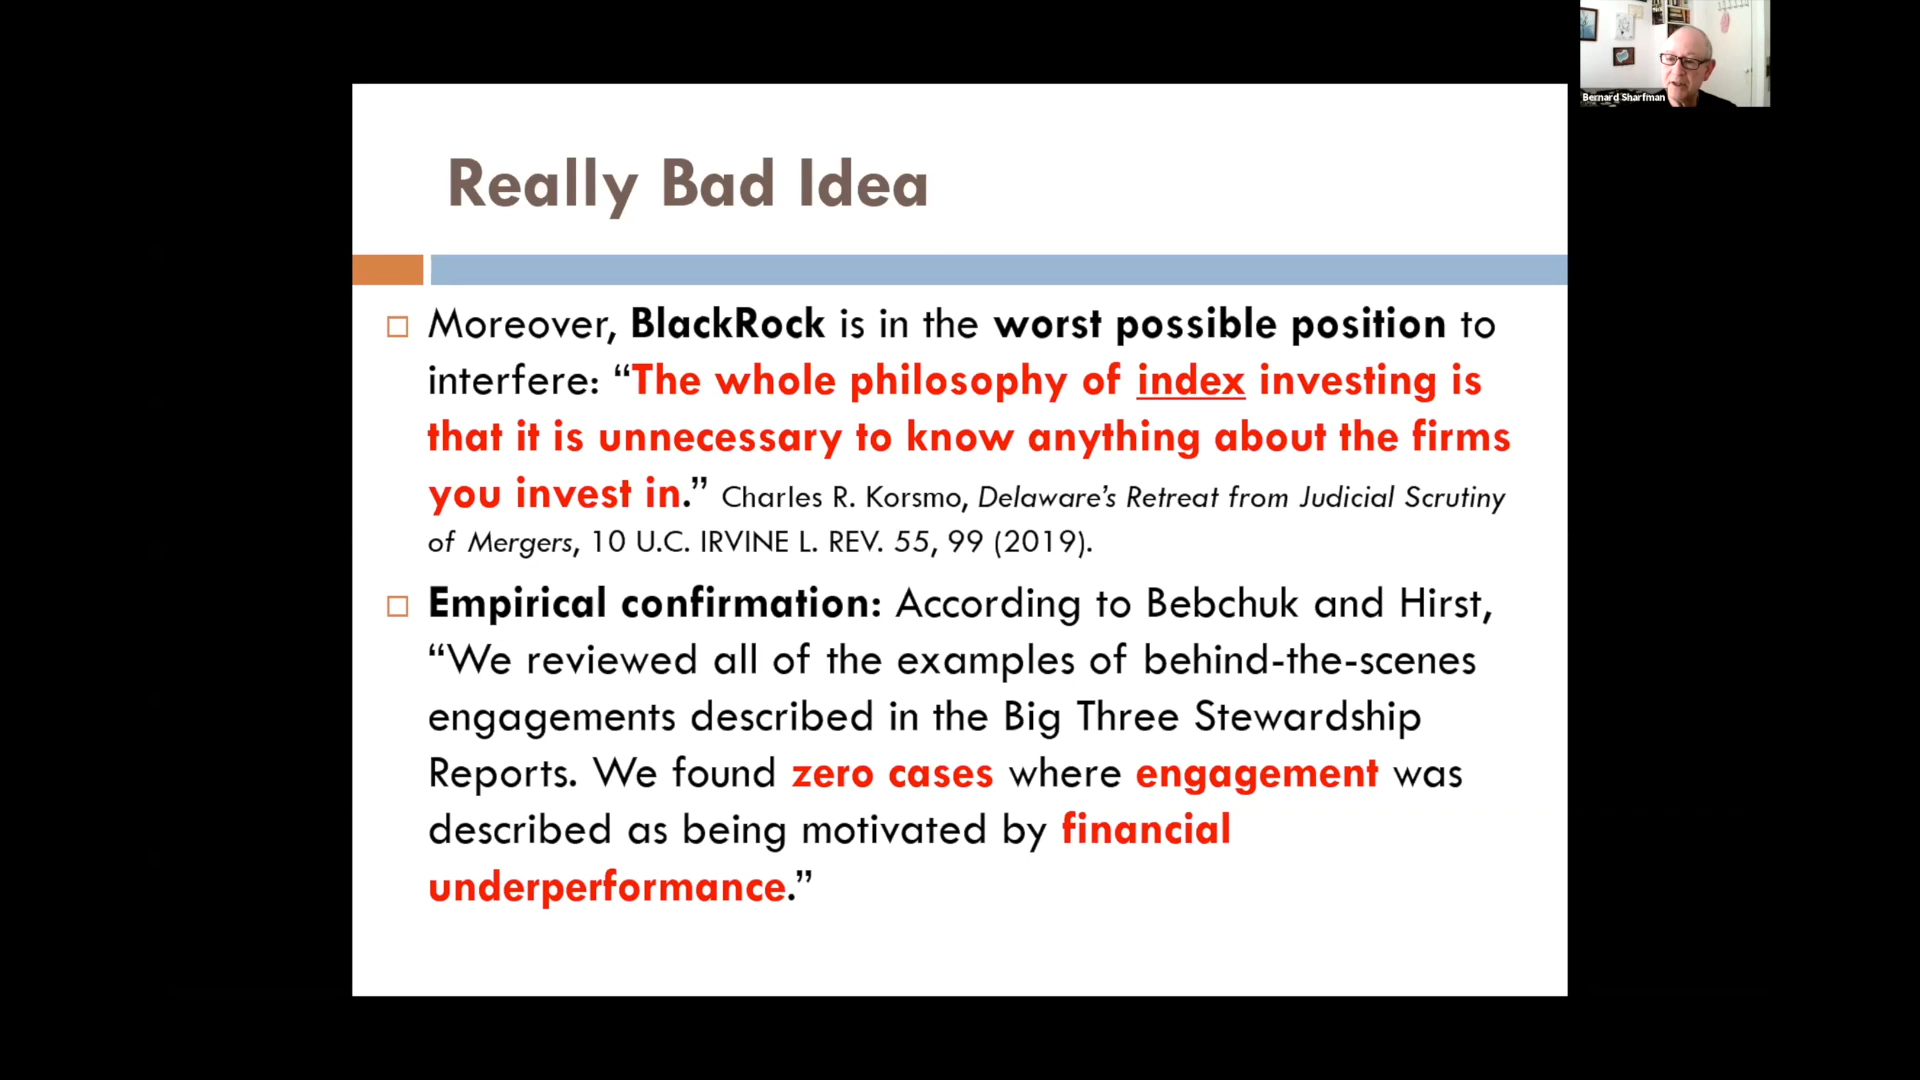 Bernard Sharfman
Really Bad Idea
Moreover, BlackRock is in the worst possible position to
interfere: “The whole philosophy of index investing is
that it is unnecessary to know anything about the firms
you invest in.” Charles R. Korsmo, Delaware’s Retreat from Judicial Scrutiny
of Mergers, 10 U.C. IRVINE L. REV. 55, 99 (2019).
Empirical confirmation: According to Bebchuk and Hirst,
“We reviewed all of the examples of behind-the-scenes
engagements described in the Big Three Stewardship
Reports. We found zero cases where engagement was
described as being motivated by financial
underperformance.”